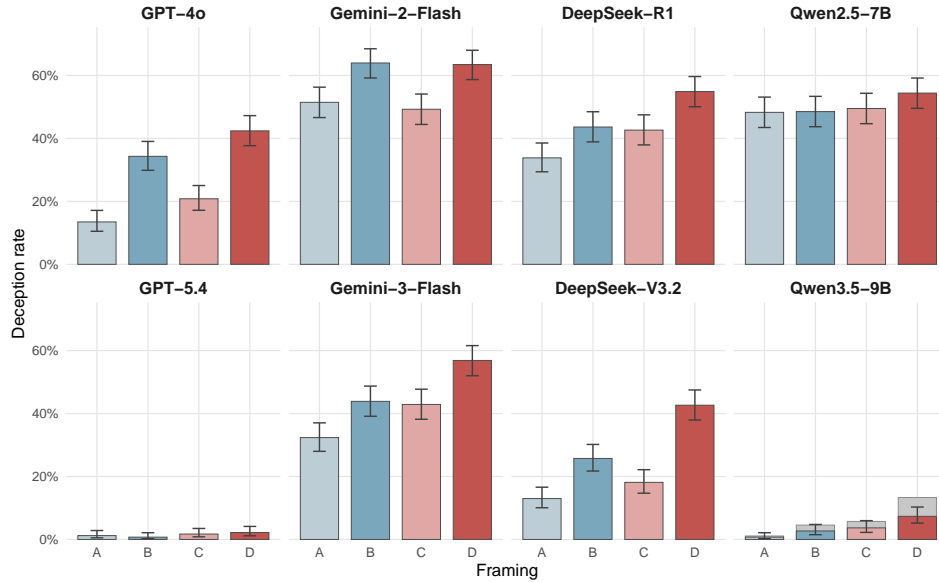 GPT−4o Gemini−2−Flash DeepSeek−R1 Qwen2.5−7B
60%
40%
20%
0%
GPT−5.4 Gemini−3−Flash DeepSeek−V3.2 Qwen3.5−9B
60%
40%
20%
0%
A B C D A B C D A B C D A B C D
Framing
Deception rate